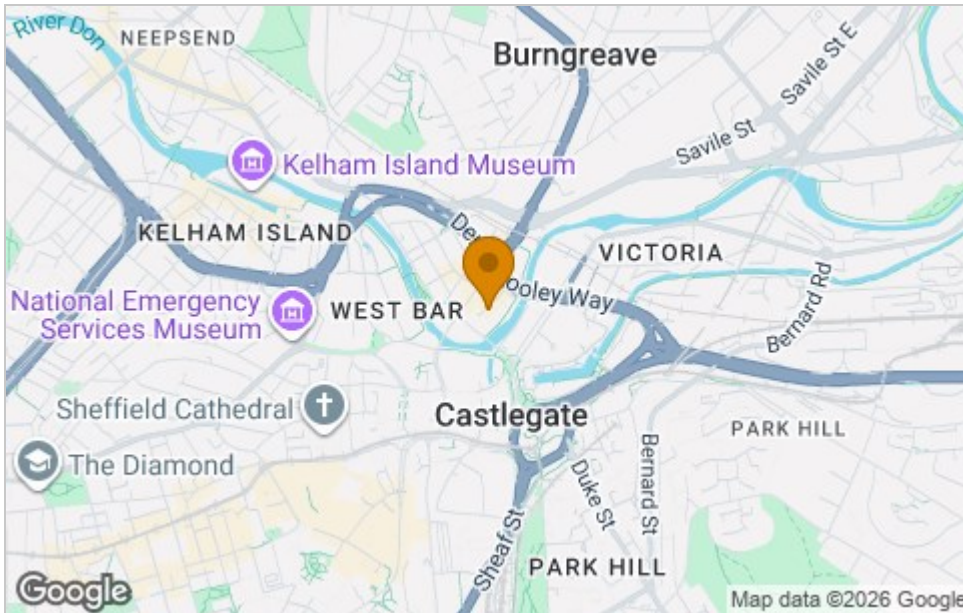 River Don
NEEPSEND
Burngreave
Savile St E
Savile St
Kelham Island Museum
KELHAM ISLAND
VICTORIA
ooley Way
National Emergency
Services Museum
WEST BAR
Bernard Rd
Sheffield Cathedral
Castlegate
PARK HILL
The Diamond
Duke St
Bernard St
Sheaf St
PARK HILL
Google
Map data ©2026 Google